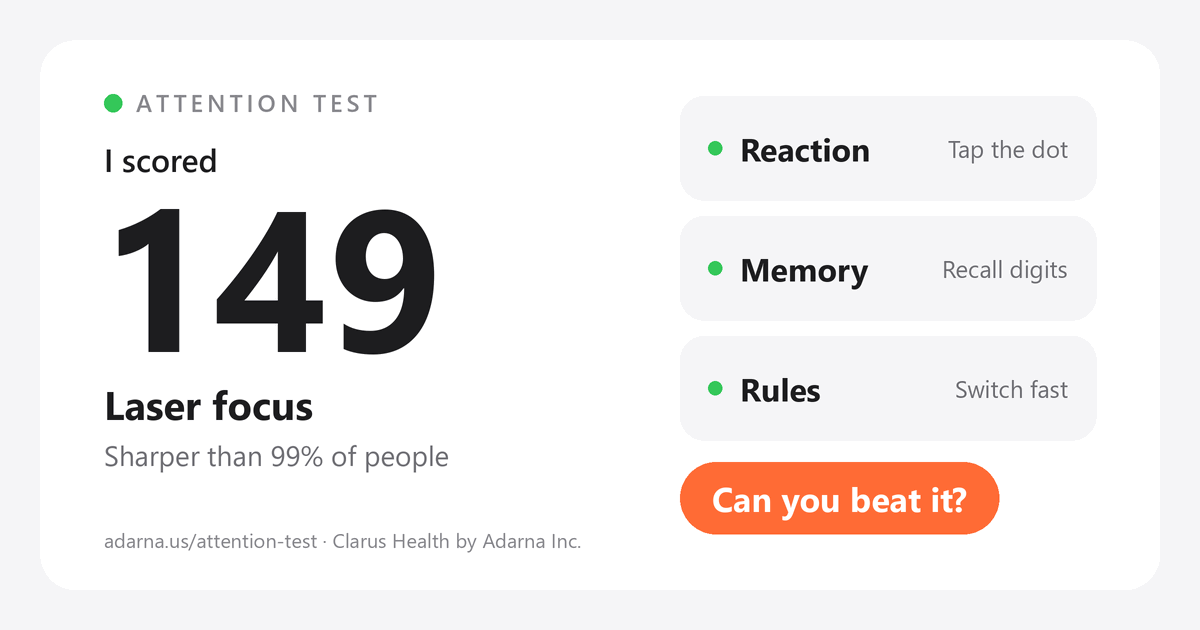 ATTENTION TEST
I scored
149
Laser focus
Sharper than 99% of people
adarna.us/attention-test · Clarus Health by Adarna Inc.
Reaction Tap the dot
Memory Recall digits
Rules Switch fast
Can you beat it?